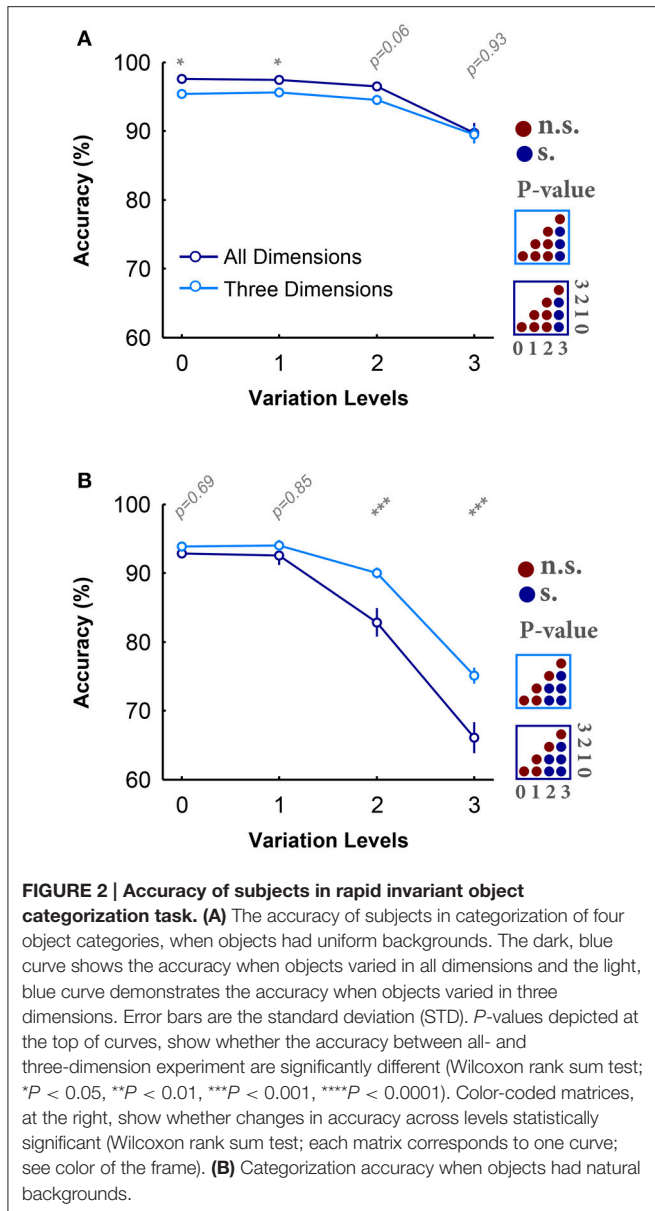 A
*
*
p=0.06
p=0.93
100
90
80
70
60
Accuracy (%)
All Dimensions
Three Dimensions
0 1 2 3
Variation Levels
n.s.
s.
P-value
3 2 1 0
0 1 2 3
B
p=0.69
p=0.85
***
***
100
90
80
70
60
Accuracy (%)
0 1 2 3
Variation Levels
n.s.
s.
P-value
3 2 1 0
0 1 2 3
FIGURE 2 | Accuracy of subjects in rapid invariant object
categorization task. (A) The accuracy of subjects in categorization of four
object categories, when objects had uniform backgrounds. The dark, blue
curve shows the accuracy when objects varied in all dimensions and the light,
blue curve demonstrates the accuracy when objects varied in three
dimensions. Error bars are the standard deviation (STD). P-values depicted at
the top of curves, show whether the accuracy between all- and
three-dimension experiment are significantly different (Wilcoxon rank sum test;
*P < 0.05, **P < 0.01, ***P < 0.001, ****P < 0.0001). Color-coded matrices,
at the right, show whether changes in accuracy across levels statistically
significant (Wilcoxon rank sum test; each matrix corresponds to one curve;
see color of the frame). (B) Categorization accuracy when objects had natural
backgrounds.